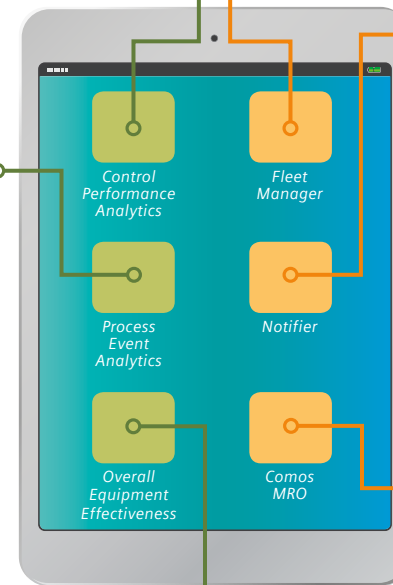 Control
Performance
Analytics
Fleet
Manager
Process
Event
Analytics
Notifier
Overall
Equipment
Effectiveness
Comos
MRO